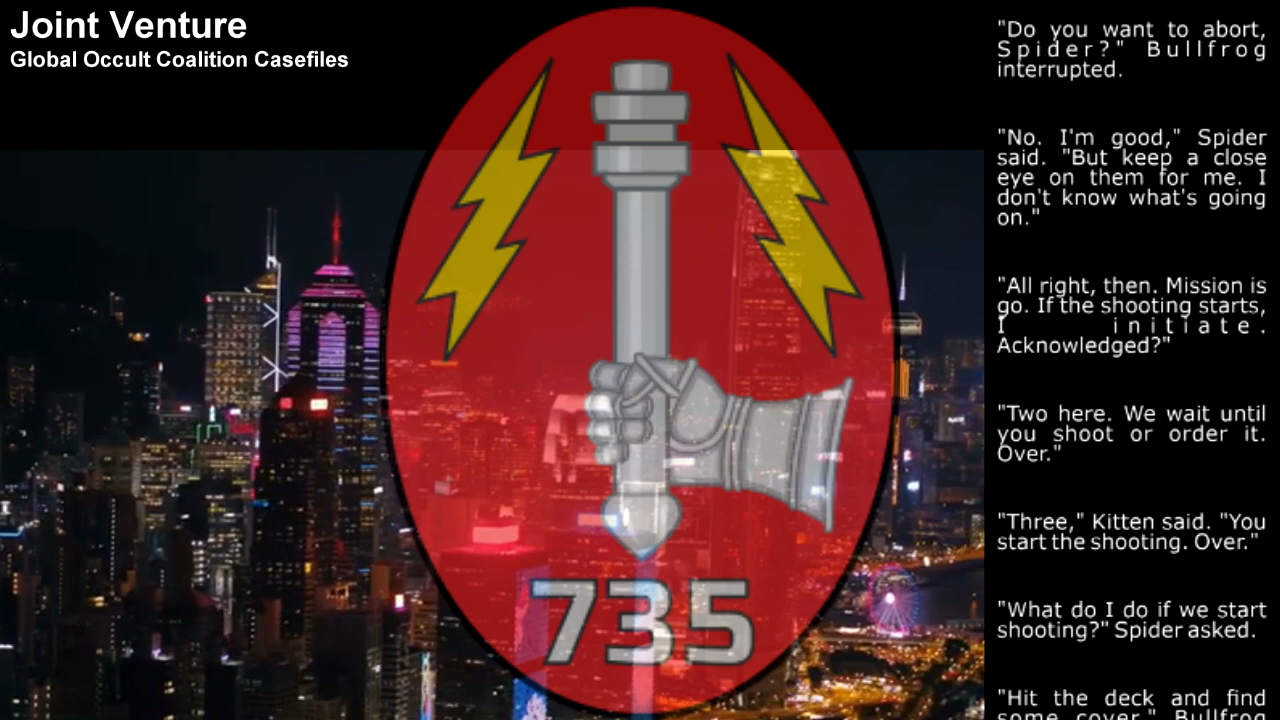 Joint Venture
Global Occult Coalition Casefiles
735
"Do you want to abort,
Spider?" Bullfrog
interrupted.
"No. I'm good," Spider
said. "But keep a close
eye on them for me. I
don't know what's going
on."
"All right, then. Mission is
go. If the shooting starts,
I initiate.
Acknowledged?"
"Two here. We wait until
you shoot or order it.
Over."
"Three," Kitten said. "You
start the shooting. Over."
"What do I do if we start
shooting?" Spider asked.
"Hit the deck and find
some cover," Bullfrog